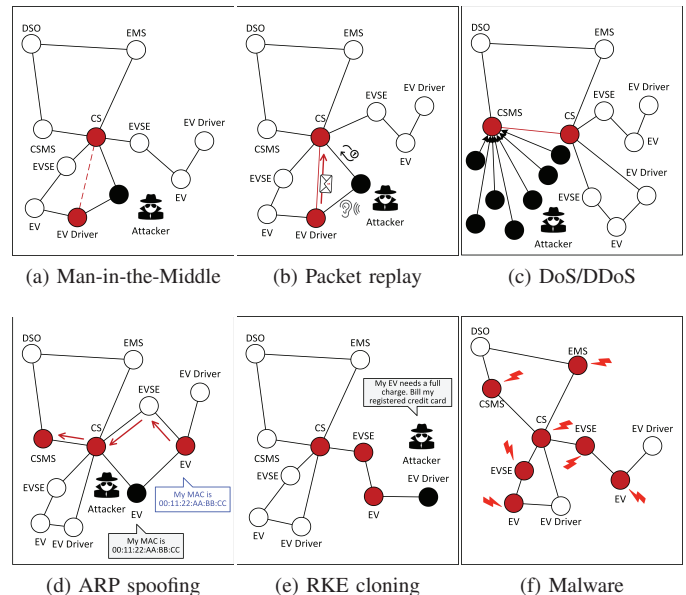 DSO
EMS
CS
CSMS
EVSE
EV Driver
EVSE
EV
EV
EV Driver
Attacker
(a) Man-in-the-Middle
DSO
EMS
EV Driver
EVSE
CS
CSMS
EVSE
EV
EV
EV Driver
Attacker
(b) Packet replay
DSO
EMS
CSMS
CS
EVSE
EV Driver
EV
EV Driver
EVSE
EV
Attacker
(c) DoS/DDoS
DSO
EMS
EV Driver
EVSE
CS
CSMS
EV
EVSE
My MAC is
00:11:22:AA:BB:CC
Attacker
EV
EV
EV Driver
My MAC is
00:11:22:AA:BB:CC
(d) ARP spoofing
DSO
EMS
My EV needs a full
charge. Bill my
registered credit card
CS
EVSE
CSMS
Attacker
EVSE
EV
EV Driver
EV
EV Driver
(e) RKE cloning
DSO
EMS
CSMS
CS
EVSE
EV Driver
EVSE
EV
EV
EV Driver
(f) Malware